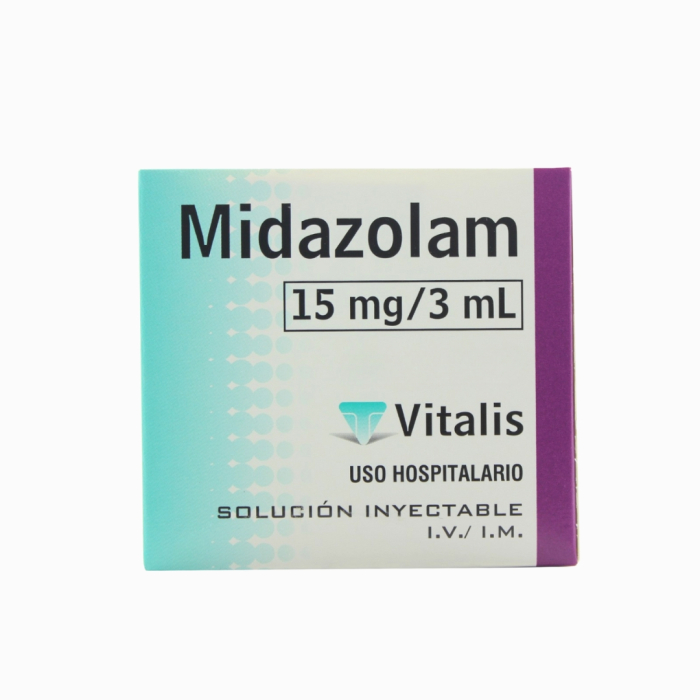 Midazolam
15 mg/3 mL
Vitalis
USO HOSPITALARIO
SOLUCIÓN INYECTABLE
I.V./ I.M.